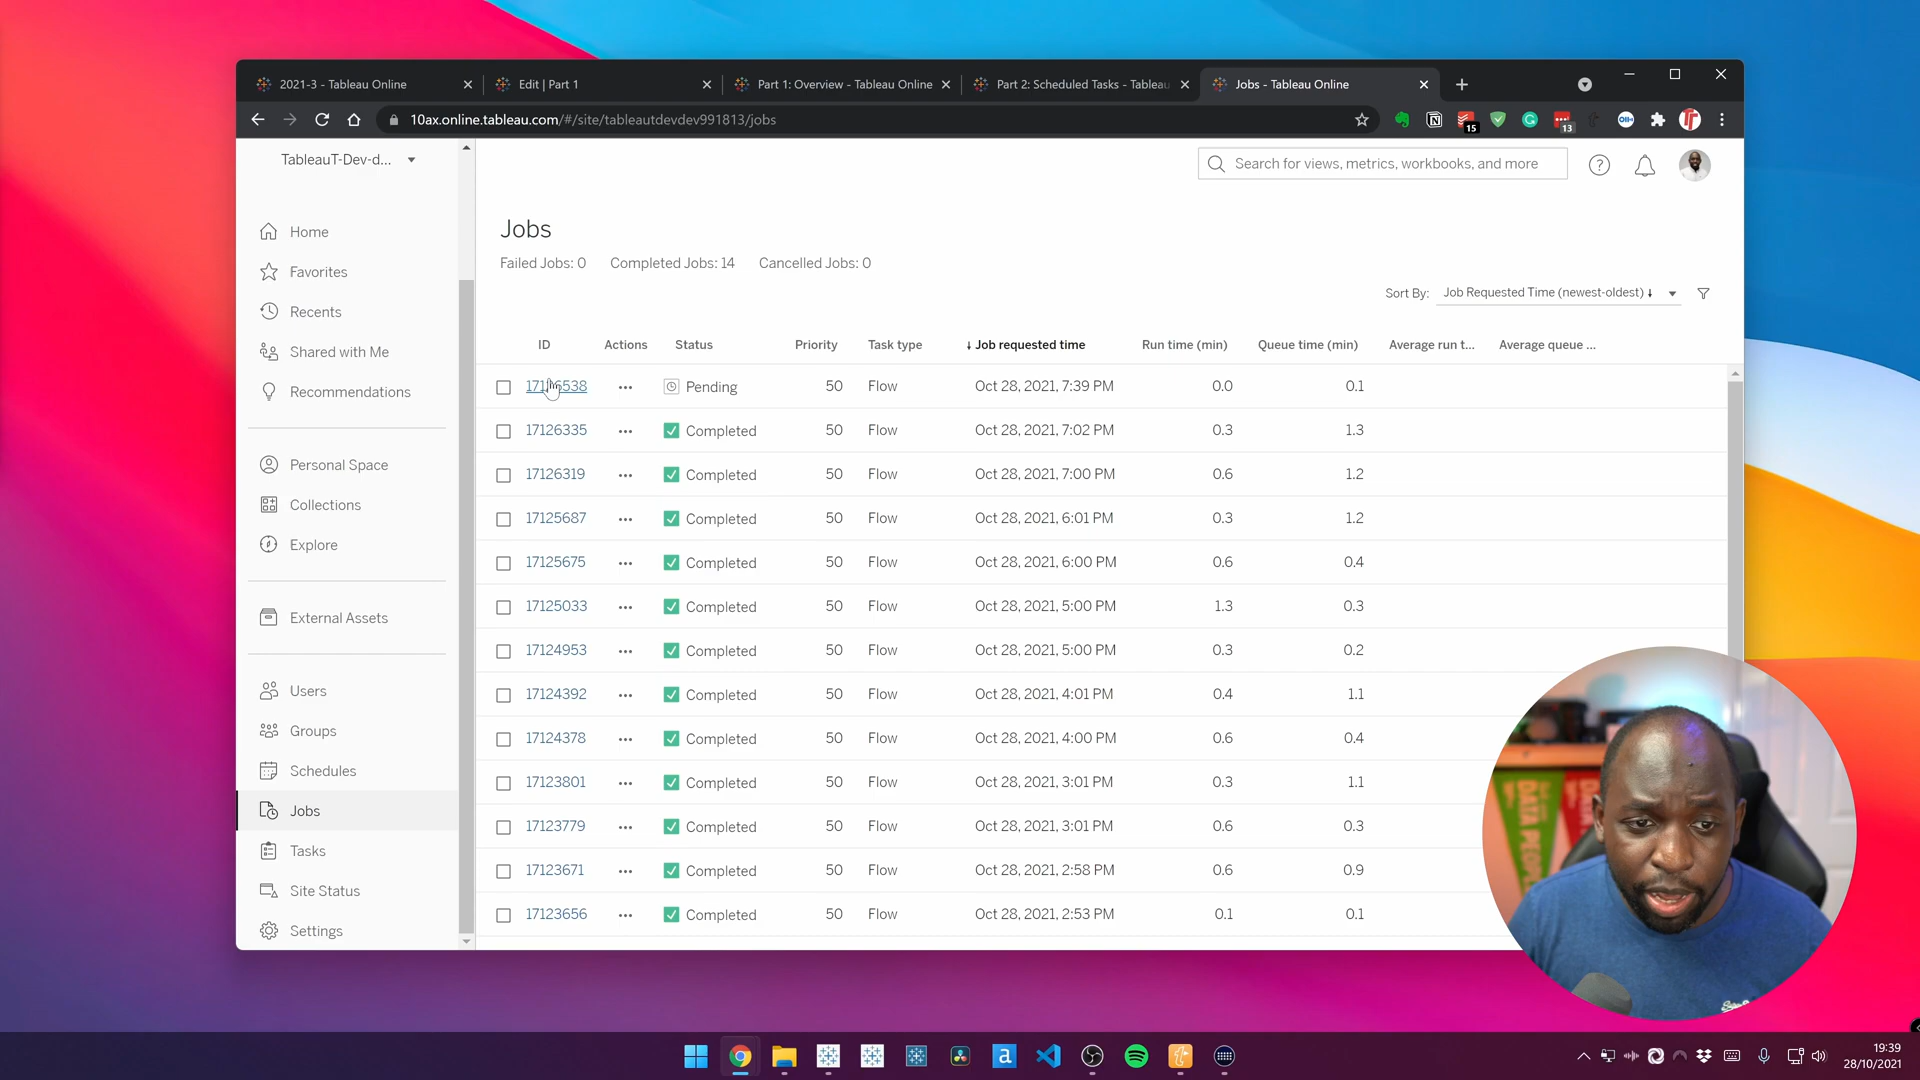 2021-3 - Tableau Online
Edit | Part 1
Part 1: Overview - Tableau Online
Part 2: Scheduled Tasks - Tableau
Jobs - Tableau Online
10ax.online.tableau.com/#/site/tableautdevdev991813/jobs
15
13
TableauT-Dev-d...
Search for views, metrics, workbooks, and more
Home
Favorites
Recents
Shared with Me
Recommendations
Personal Space
Collections
Explore
External Assets
Users
Groups
Schedules
Jobs
Tasks
Site Status
Settings
Jobs
Failed Jobs: 0 Completed Jobs: 14 Cancelled Jobs: 0
Sort By: Job Requested Time (newest-oldest) ↓
ID Actions Status Priority Task type ↓ Job requested time Run time (min) Queue time (min) Average run t... Average queue ...
17126538 ... Pending 50 Flow Oct 28, 2021, 7:39 PM 0.0 0.1
17126335 ... Completed 50 Flow Oct 28, 2021, 7:02 PM 0.3 1.3
17126319 ... Completed 50 Flow Oct 28, 2021, 7:00 PM 0.6 1.2
17125687 ... Completed 50 Flow Oct 28, 2021, 6:01 PM 0.3 1.2
17125675 ... Completed 50 Flow Oct 28, 2021, 6:00 PM 0.6 0.4
17125033 ... Completed 50 Flow Oct 28, 2021, 5:00 PM 1.3 0.3
17124953 ... Completed 50 Flow Oct 28, 2021, 5:00 PM 0.3 0.2
17124392 ... Completed 50 Flow Oct 28, 2021, 4:01 PM 0.4 1.1
17124378 ... Completed 50 Flow Oct 28, 2021, 4:00 PM 0.6 0.4
17123801 ... Completed 50 Flow Oct 28, 2021, 3:01 PM 0.3 1.1
17123779 ... Completed 50 Flow Oct 28, 2021, 3:01 PM 0.6 0.3
17123671 ... Completed 50 Flow Oct 28, 2021, 2:58 PM 0.6 0.9
17123656 ... Completed 50 Flow Oct 28, 2021, 2:53 PM 0.1 0.1
DATA PEOPLE
19:39
28/10/2021